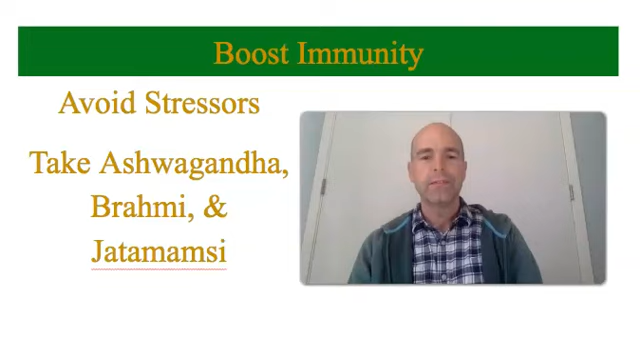 Boost Immunity
Avoid Stressors
Take Ashwagandha,
Brahmi, &
Jatamamsi